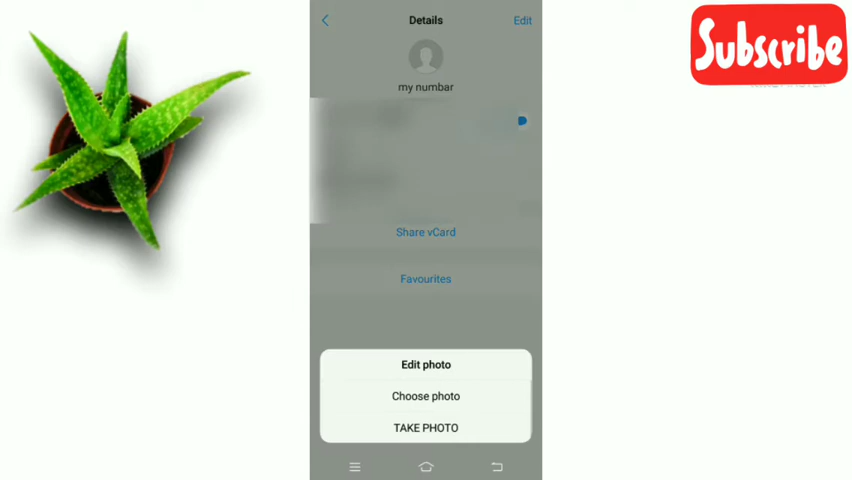 Details
Edit
Subscribe
my numbar
Share vCard
Favourites
Edit photo
Choose photo
TAKE PHOTO